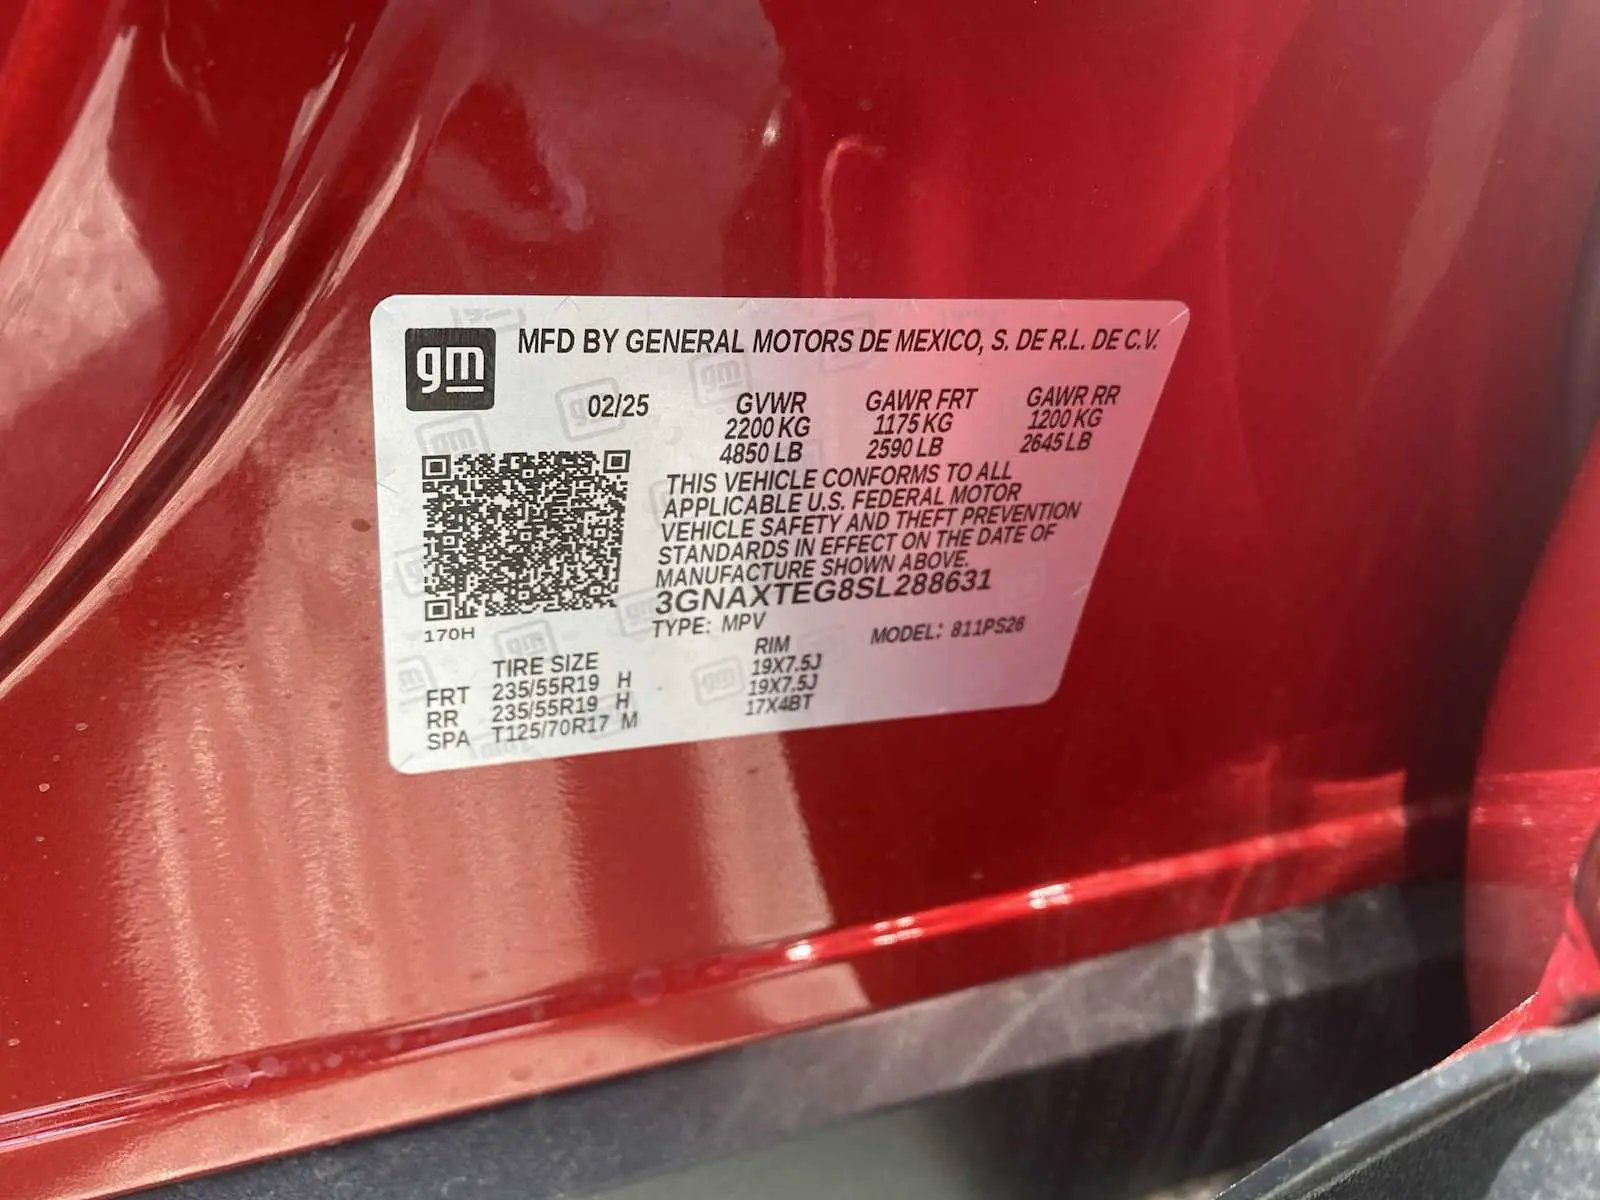 gm MFD BY GENERAL MOTORS DE MEXICO, S. DE R.L. DE C.V.
02/25 GVWR GAWR FRT GAWR RR
2200 KG 1175 KG 1200 KG
4850 LB 2590 LB 2645 LB
THIS VEHICLE CONFORMS TO ALL
APPLICABLE U.S. FEDERAL MOTOR
VEHICLE SAFETY AND THEFT PREVENTION
STANDARDS IN EFFECT ON THE DATE OF
MANUFACTURE SHOWN ABOVE.
3GNAXTEG8SL288631
170H
TYPE: MPV MODEL: 811PS26
TIRE SIZE RIM
FRT 235/55R19 H 19X7.5J
RR 235/55R19 H 19X7.5J
SPA T125/70R17 M 17X4BT